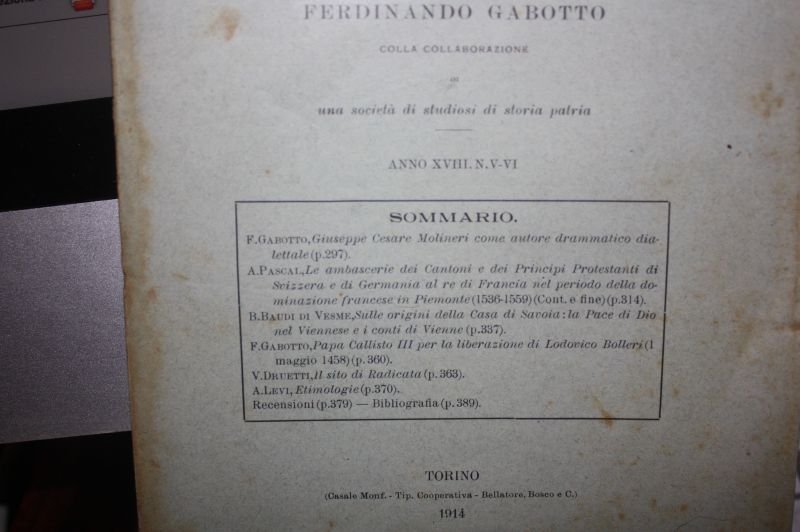 FERDINANDO GABOTTO
COLLA COLLABORAZIONE
DI
una società di studiosi di storia patria
ANNO XVIII. N.V-VI
SOMMARIO.
F.GABOTTO,Giuseppe Cesare Molineri come autore drammatico dia-
lettale(p.297).
A.PASCAL,Le ambascerie dei Cantoni e dei Principi Protestanti di
Svizzera e di Germania al re di Francia nel periodo della do-
minazione francese in Piemonte(1536-1559)(Cont. e fine)(p.314).
B.BAUDI DI VESME,Sulle origini della Casa di Savoia: la Pace di Dio
nel Viennese e i conti di Vienne(p.337).
F.GABOTTO,Papa Callisto III per la liberazione di Lodovico Bolleri(1
maggio 1458)(p.360).
V.DRUETTI,Il sito di Radicata(p.363).
A.LEVI,Etimologie(p.370).
Recensioni(p.379) — Bibliografia(p.389).
TORINO
(Casale Monf. - Tip. Cooperativa - Bellatore, Bosco e C.)
1914